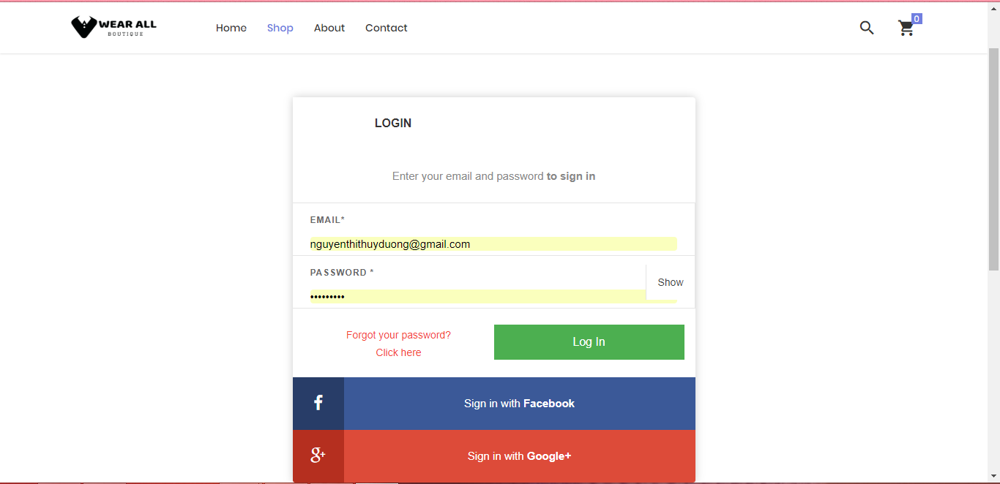 WEAR ALL
BOUTIQUE
Home Shop About Contact
0
LOGIN
Enter your email and password to sign in
EMAIL*
nguyenthithuyduong@gmail.com
PASSWORD *
•••••••••
Show
Forgot your password?
Click here
Log In
f
Sign in with Facebook
g+
Sign in with Google+